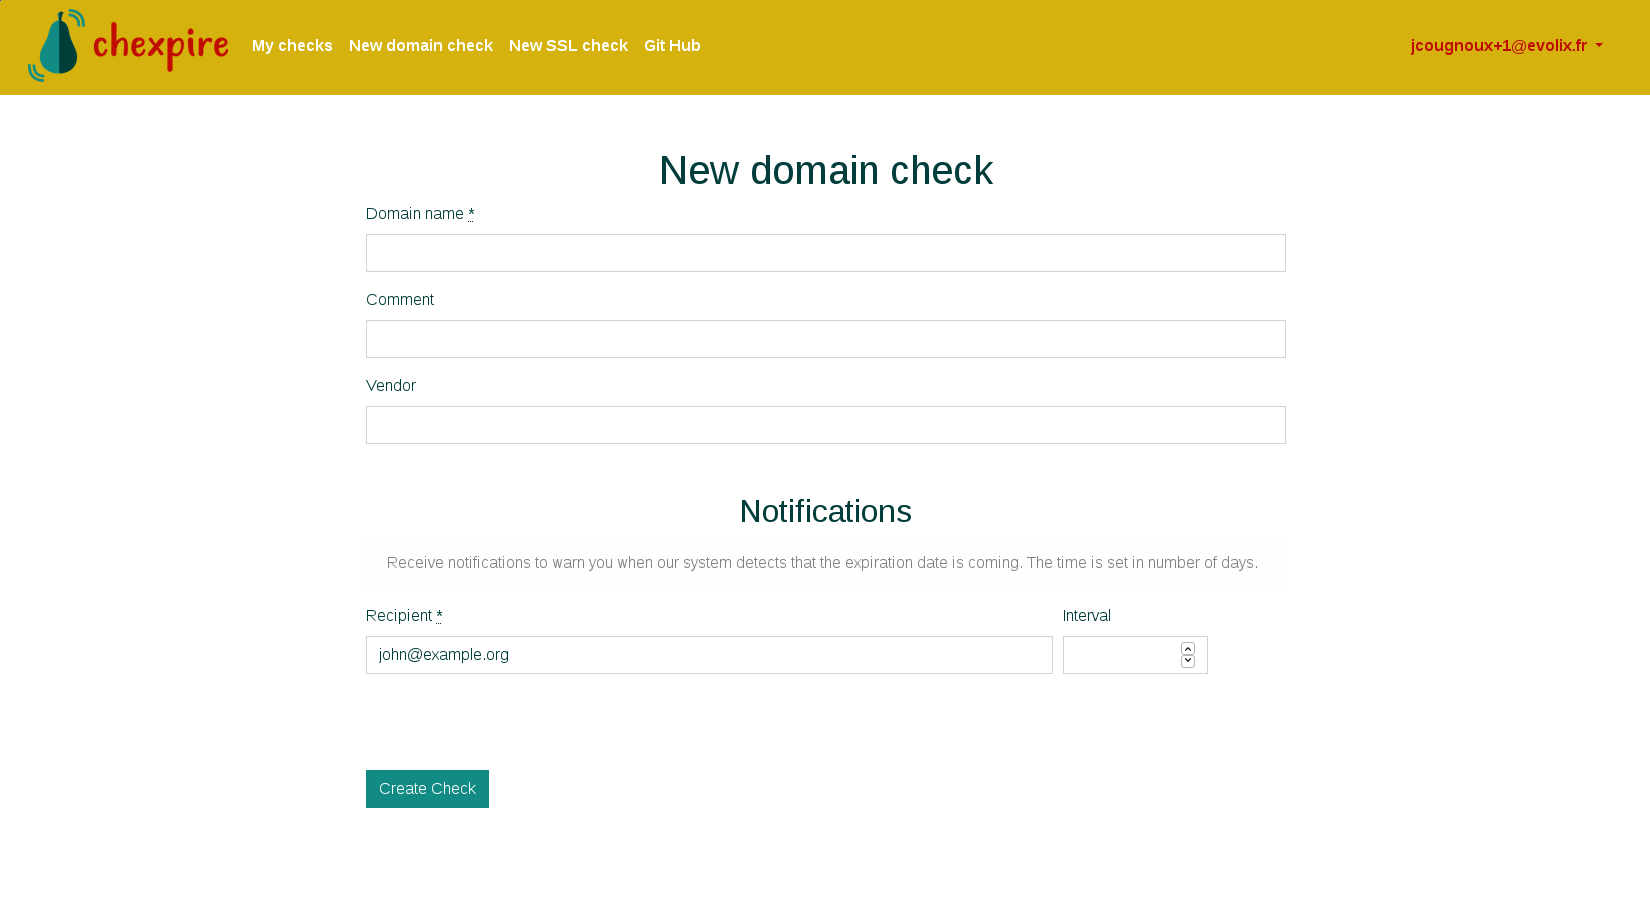 chexpire
My checks New domain check New SSL check Git Hub
jcougnoux+1@evolix.fr
New domain check
Domain name *
Comment
Vendor
Notifications
Receive notifications to warn you when our system detects that the expiration date is coming. The time is set in number of days.
Recipient * Interval
john@example.org
Create Check